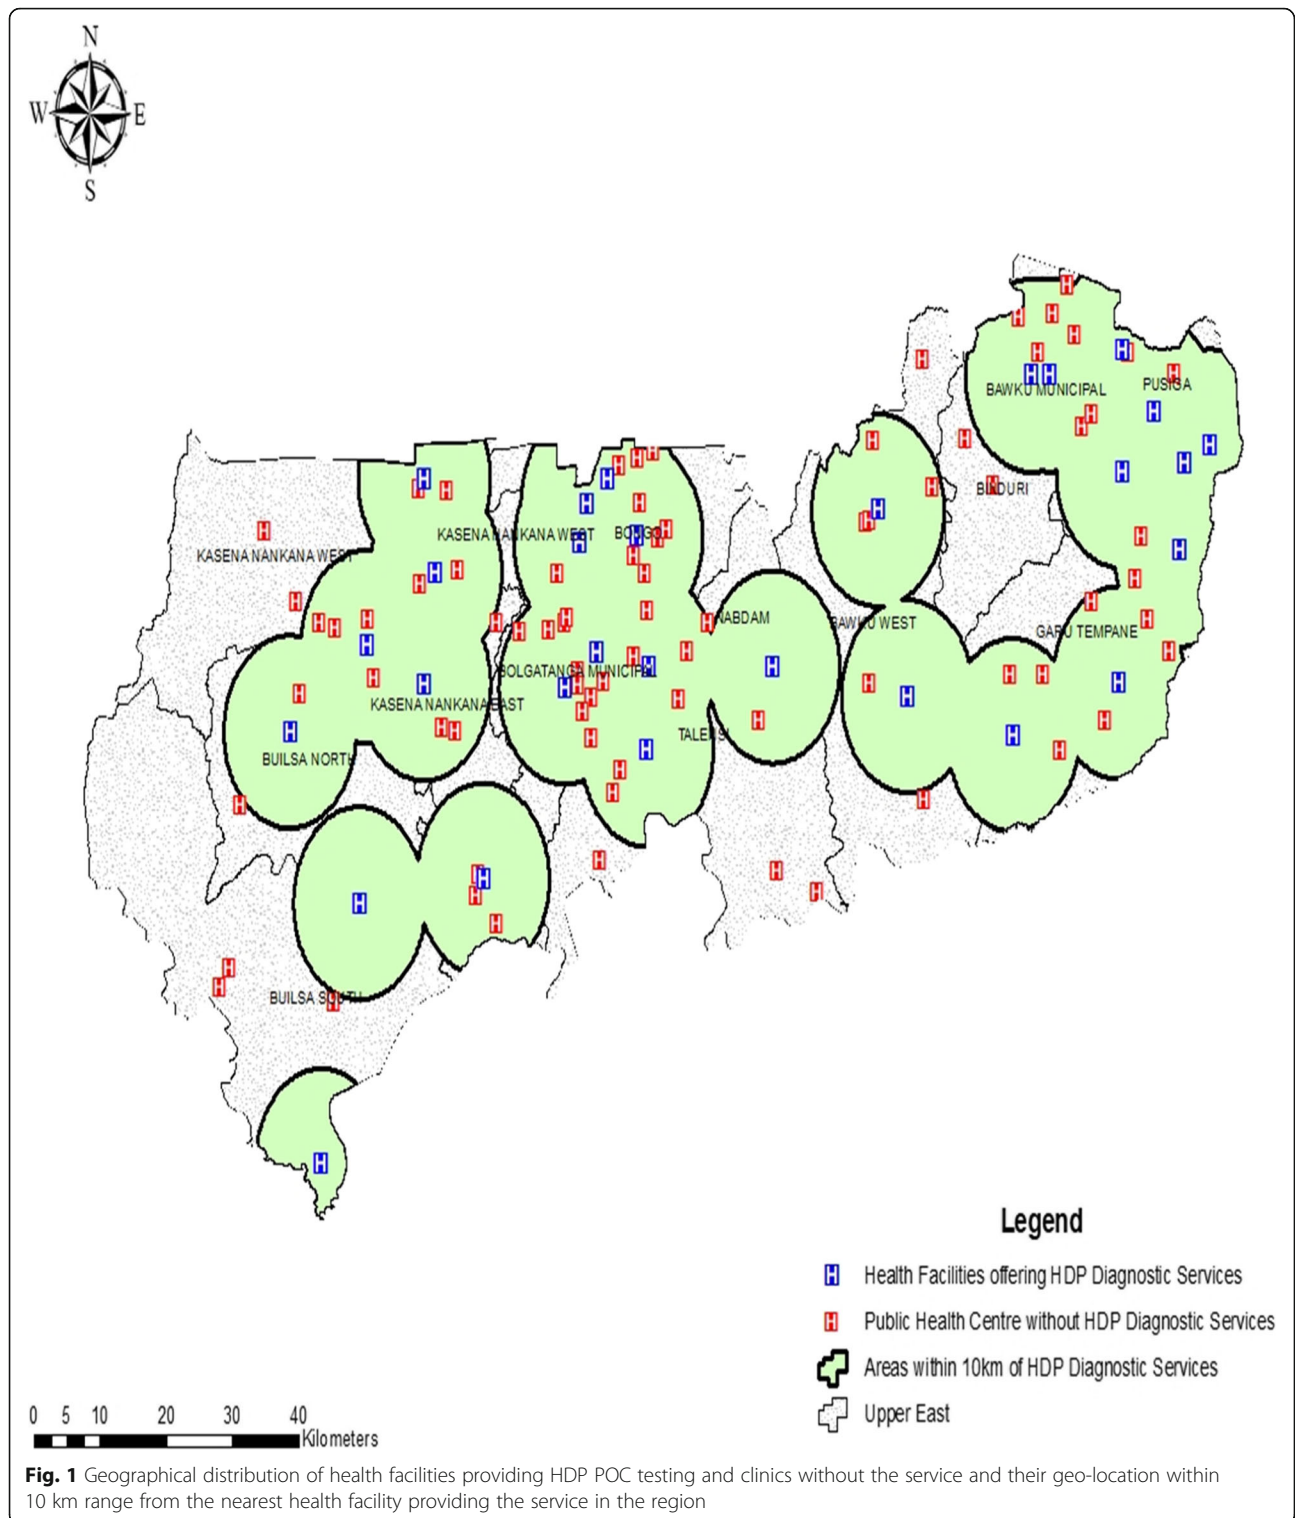 N
W E
S
BAWKU MUNICIPAL
PUSIGA
BINDURI
KASENA NANKANA WEST
BONGO
KASENA NANKANA WEST
NABDAM
BAWKU WEST
GARU TEMPANE
BOLGATANGA MUNICIPAL
KASENA NANKANA EAST
TALENSI
BUILSA NORTH
BUILSA SOUTH
Legend
H Health Facilities offering HDP Diagnostic Services
H Public Health Centre without HDP Diagnostic Services
Areas within 10km of HDP Diagnostic Services
Upper East
0 5 10 20 30 40
Kilometers
Fig. 1 Geographical distribution of health facilities providing HDP POC testing and clinics without the service and their geo-location within
10 km range from the nearest health facility providing the service in the region